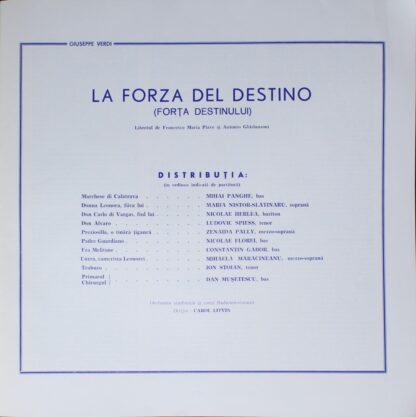 GIUSEPPE VERDI
LA FORZA DEL DESTINO
(FORȚA DESTINULUI)
Libretul de Francesco Maria Piave și Antonio Ghislanzoni
DISTRIBUȚIA:
(în ordinea indicată de partitură)
Marchese di Calatrava . . . . . . MIHAI PANGHE, bas
Donna Leonora, fiica lui . . . . . . MARIA NISTOR-SLĂTINARU, soprană
Don Carlo di Vargas, fiul lui . . . . . . NICOLAE HERLEA, bariton
Don Alvaro . . . . . . LUDOVIC SPIESS, tenor
Preziosilla, o tînără țigancă . . . . . . ZENAIDA PALLY, mezzo-soprană
Padre Guardiano . . . . . . NICOLAE FLOREI, bas
Fra Melitone . . . . . . CONSTANTIN GABOR, bas
Curra, camerista Leonorei . . . . . . MIHAELA MĂRĂCINEANU, mezzo-soprană
Trabuco . . . . . . ION STOIAN, tenor
Primarul
Chirurgul . . . . . . DAN MUȘETESCU, bas
Orchestra simfonică și corul Radioteleviziunii
Dirijor: CAROL LITVIN